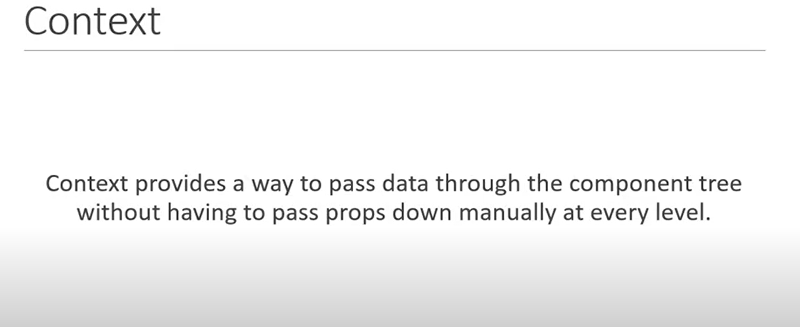 Context
Context provides a way to pass data through the component tree
without having to pass props down manually at every level.